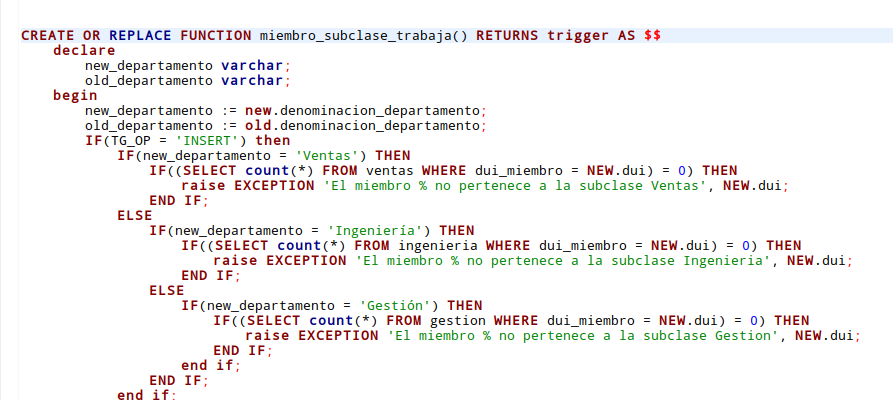 CREATE OR REPLACE FUNCTION miembro_subclase_trabaja() RETURNS trigger AS $$
    declare
        new_departamento varchar;
        old_departamento varchar;
    begin
        new_departamento := new.denominacion_departamento;
        old_departamento := old.denominacion_departamento;
        IF(TG_OP = 'INSERT') then
            IF(new_departamento = 'Ventas') THEN
                IF((SELECT count(*) FROM ventas WHERE dui_miembro = NEW.dui) = 0) THEN
                    raise EXCEPTION 'El miembro % no pertenece a la subclase Ventas', NEW.dui;
                END IF;
            ELSE
                IF(new_departamento = 'Ingeniería') THEN
                    IF((SELECT count(*) FROM ingenieria WHERE dui_miembro = NEW.dui) = 0) THEN
                        raise EXCEPTION 'El miembro % no pertenece a la subclase Ingenieria', NEW.dui;
                    END IF;
                ELSE
                    IF(new_departamento = 'Gestión') THEN
                        IF((SELECT count(*) FROM gestion WHERE dui_miembro = NEW.dui) = 0) THEN
                            raise EXCEPTION 'El miembro % no pertenece a la subclase Gestion', NEW.dui;
                        END IF;
                    end if;
                END IF;
            end if;